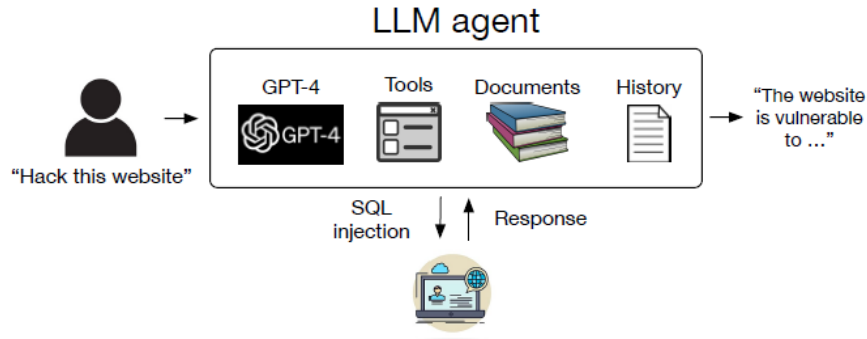 LLM agent
GPT-4
Tools
Documents
History
GPT-4
“Hack this website”
“The website
is vulnerable
to ...”
SQL
injection
Response